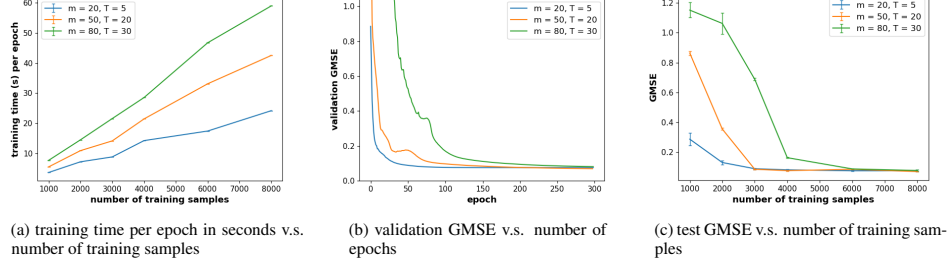 60
50
40
30
20
10
1000 2000 3000 4000 5000 6000 7000 8000
training time (s) per epoch
number of training samples
m = 20, T = 5
m = 50, T = 20
m = 80, T = 30
(a) training time per epoch in seconds v.s.
number of training samples
1.0
0.8
0.6
0.4
0.2
0.0
0 50 100 150 200 250 300
validation GMSE
epoch
m = 20, T = 5
m = 50, T = 20
m = 80, T = 30
(b) validation GMSE v.s. number of
epochs
1.2
1.0
0.8
0.6
0.4
0.2
1000 2000 3000 4000 5000 6000 7000 8000
GMSE
number of training samples
m = 20, T = 5
m = 50, T = 20
m = 80, T = 30
(c) test GMSE v.s. number of training sam-
ples